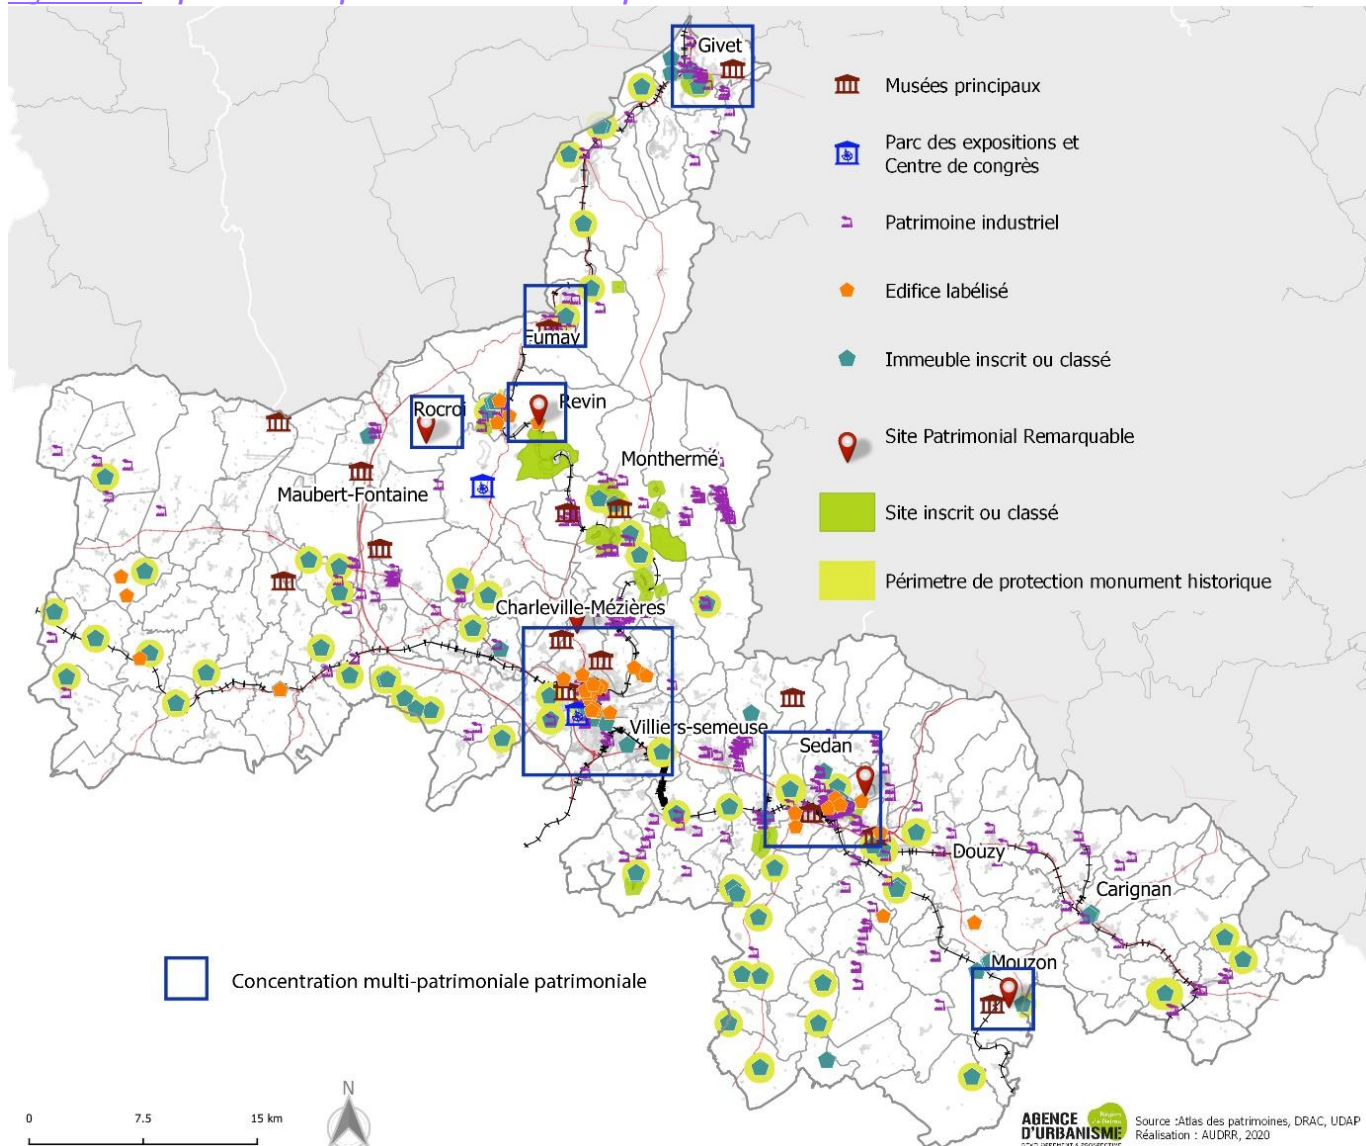 Givet
Musées principaux
Parc des expositions et
Centre de congrès
Patrimoine industriel
Edifice labélisé
Immeuble inscrit ou classé
Site Patrimonial Remarquable
Site inscrit ou classé
Périmetre de protection monument historique
Fumay
Rocroi
Revin
Monthermé
Maubert-Fontaine
Charleville-Mézières
Villiers-semeuse
Sedan
Douzy
Carignan
Mouzon
Concentration multi-patrimoniale patrimoniale
N
0 7.5 15 km
AGENCE
D'URBANISME
Source :Atlas des patrimoines, DRAC, UDAP
Réalisation : AUDRR, 2020